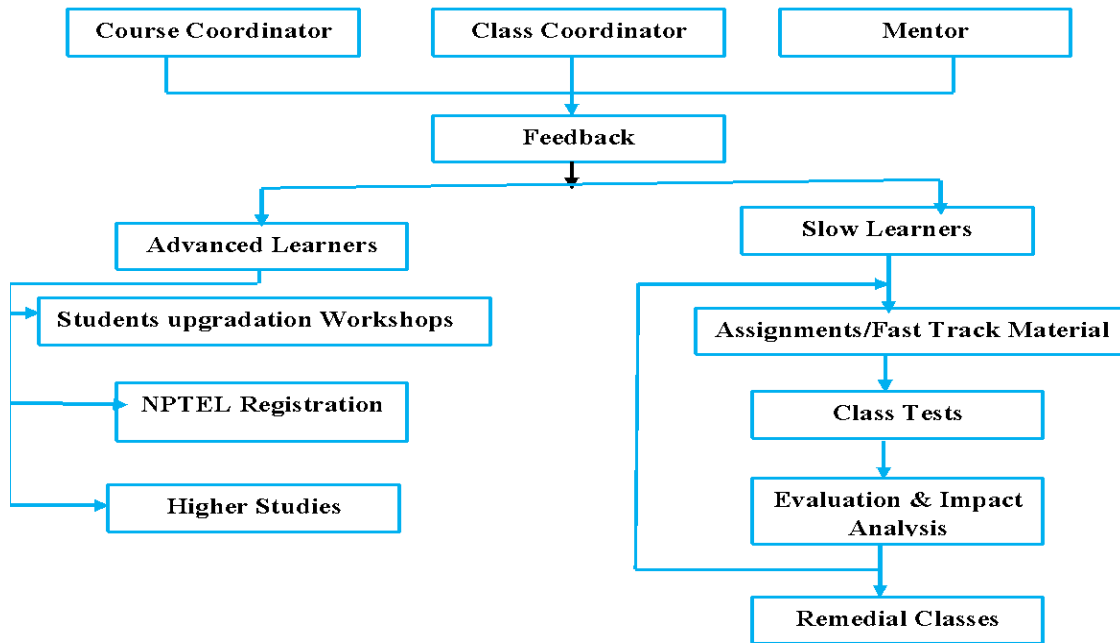 Course Coordinator
Class Coordinator
Mentor
Feedback
Advanced Learners
Slow Learners
Students upgradation Workshops
Assignments/Fast Track Material
NPTEL Registration
Class Tests
Higher Studies
Evaluation & Impact
Analysis
Remedial Classes